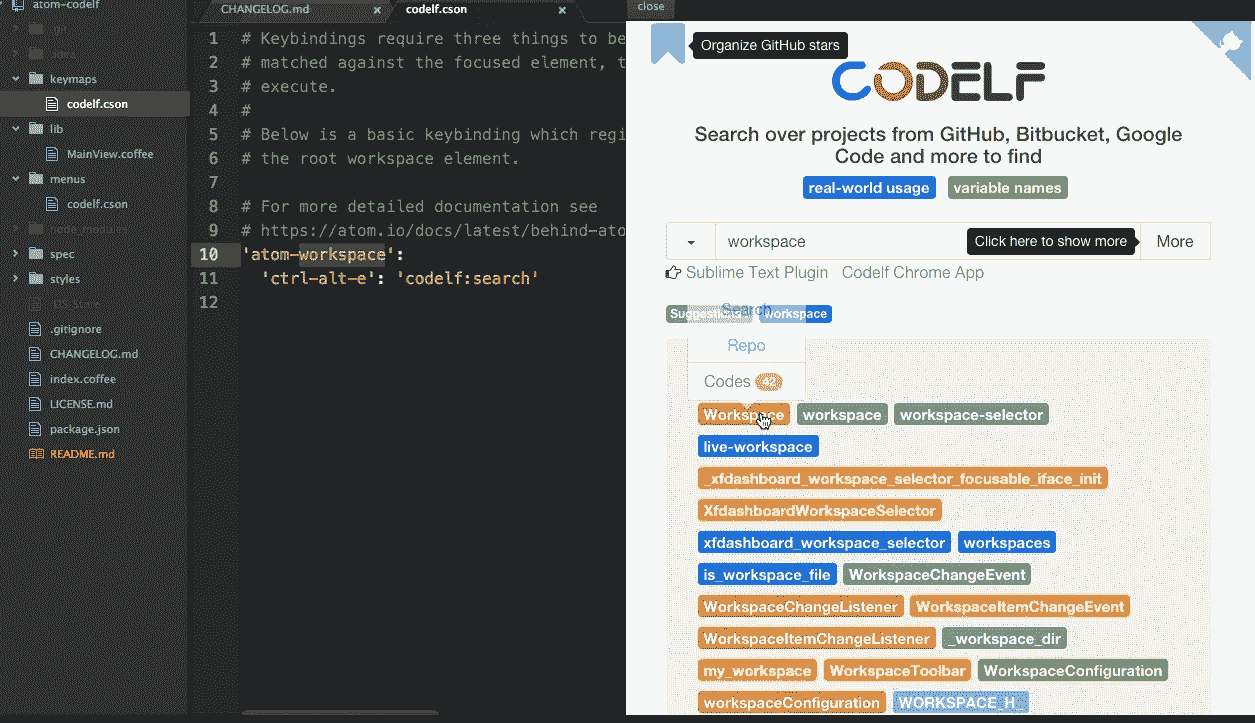 atom-codelf
.git
.idea
keymaps
codelf.cson
lib
MainView.coffee
menus
codelf.cson
node_modules
spec
styles
.DS_Store
.gitignore
CHANGELOG.md
index.coffee
LICENSE.md
package.json
README.md
CHANGELOG.md × codelf.cson ×
1 # Keybindings require three things to be
2 # matched against the focused element, t
3 # execute.
4 #
5 # Below is a basic keybinding which regi
6 # the root workspace element.
7
8 # For more detailed documentation see
9 # https://atom.io/docs/latest/behind-ato
10 'atom-workspace':
11 'ctrl-alt-e': 'codelf:search'
12
close
Organize GitHub stars
CODELF
Search over projects from GitHub, Bitbucket, Google
Code and more to find
real-world usage variable names
workspace Click here to show more More
Sublime Text Plugin Codelf Chrome App
Suggestions workspace
Search
Repo
Codes 42
Workspace workspace workspace-selector
live-workspace
_xfdashboard_workspace_selector_focusable_iface_init
XfdashboardWorkspaceSelector
xfdashboard_workspace_selector workspaces
is_workspace_file WorkspaceChangeEvent
WorkspaceChangeListener WorkspaceItemChangeEvent
WorkspaceItemChangeListener _workspace_dir
my_workspace WorkspaceToolbar WorkspaceConfiguration
workspaceConfiguration WORKSPACE_H_